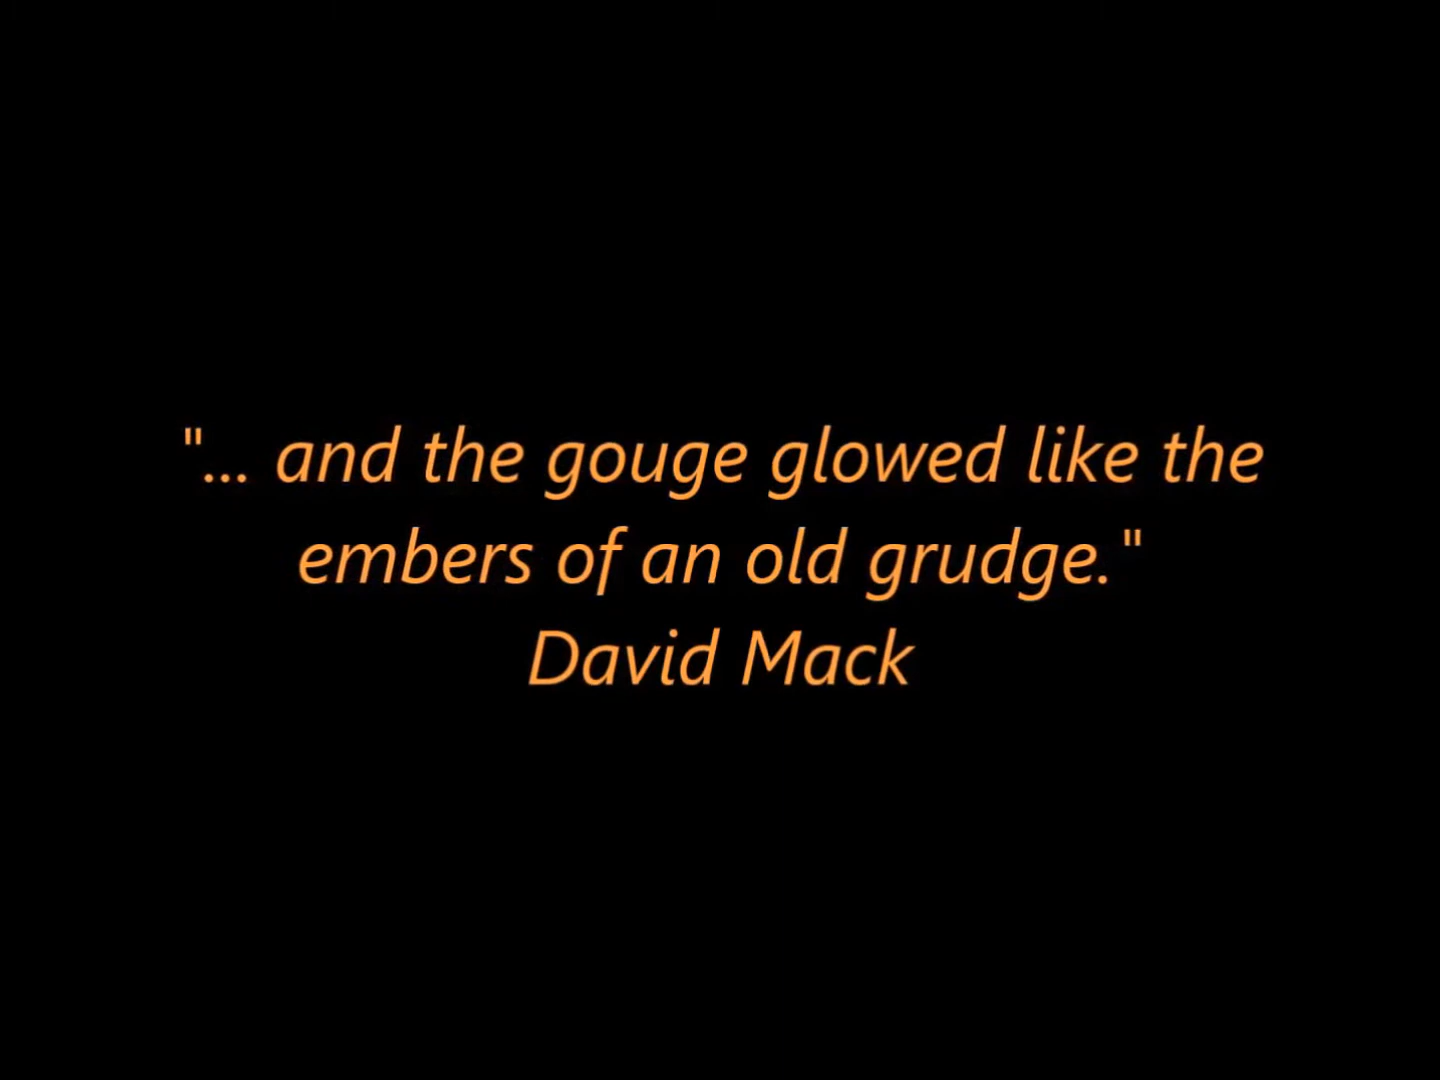 "... and the gouge glowed like the
embers of an old grudge."
David Mack